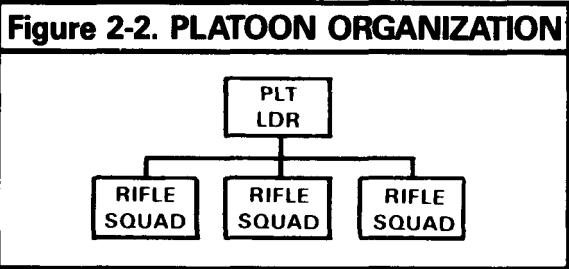 Figure 2-2. PLATOON ORGANIZATION
PLT
LDR
RIFLE
SQUAD
RIFLE
SQUAD
RIFLE
SQUAD